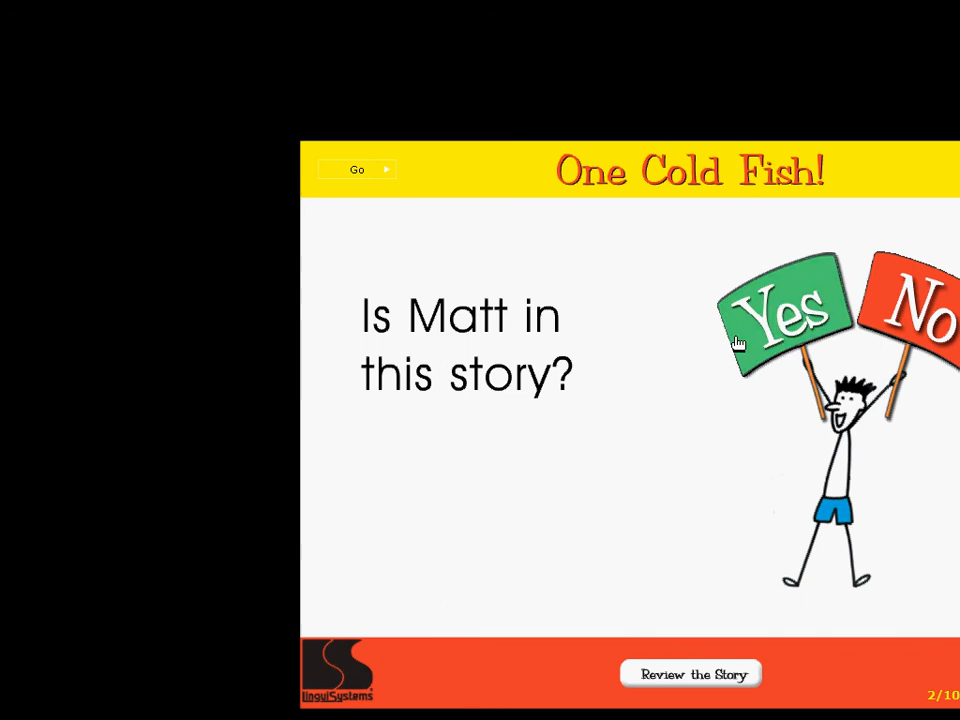 Go
One Cold Fish!
Yes
No
Is Matt in
this story?
LinguiSystems
Review the Story
2/10